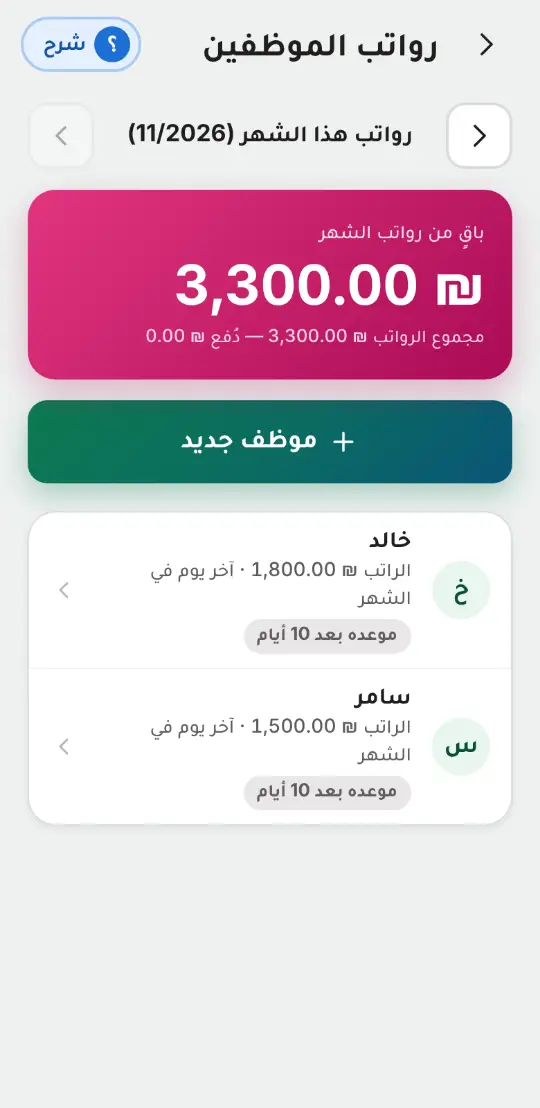 رواتب الموظفين
؟ شرح
رواتب هذا الشهر (11/2026)
باقٍ من رواتب الشهر
₪ 3,300.00
مجموع الرواتب ₪ 3,300.00 — دُفع ₪ 0.00
+ موظف جديد
خ
خالد
الراتب ₪ 1,800.00 · آخر يوم في
الشهر
موعده بعد 10 أيام
س
سامر
الراتب ₪ 1,500.00 · آخر يوم في
الشهر
موعده بعد 10 أيام